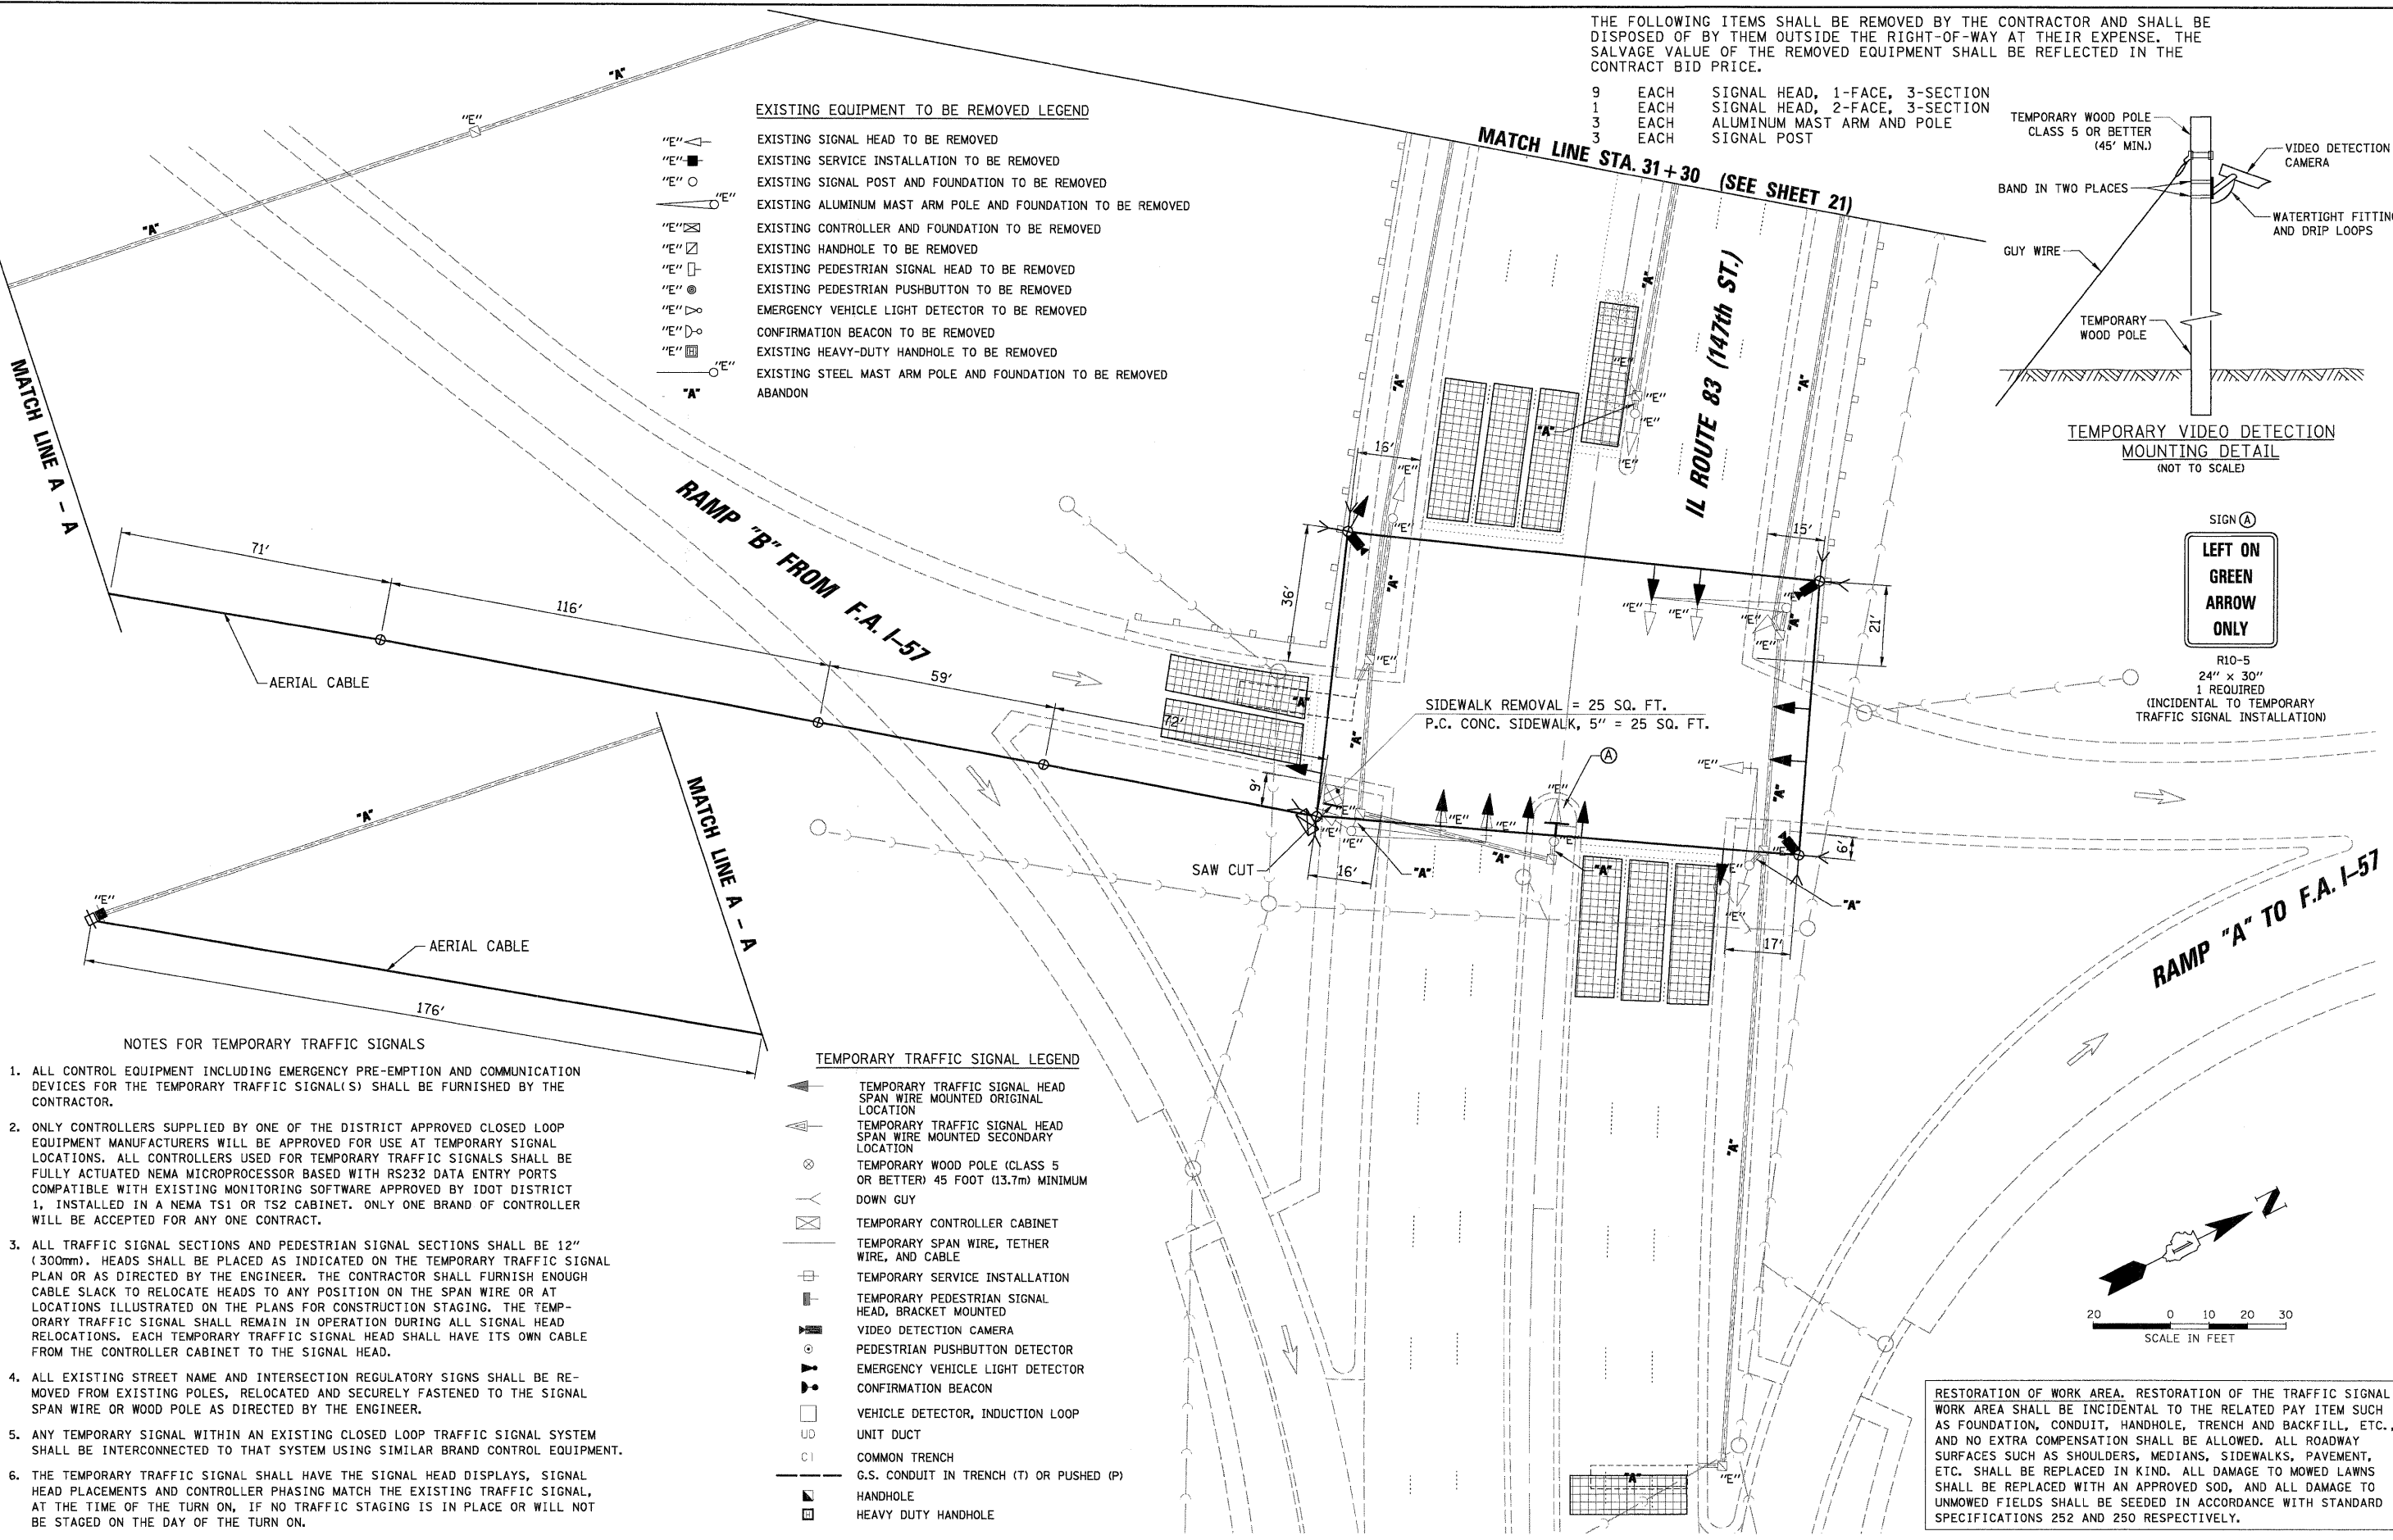 THE FOLLOWING ITEMS SHALL BE REMOVED BY THE CONTRACTOR AND SHALL BE
DISPOSED OF BY THEM OUTSIDE THE RIGHT-OF-WAY AT THEIR EXPENSE. THE
SALVAGE VALUE OF THE REMOVED EQUIPMENT SHALL BE REFLECTED IN THE
CONTRACT BID PRICE.
9 EACH SIGNAL HEAD, 1-FACE, 3-SECTION
1 EACH SIGNAL HEAD, 2-FACE, 3-SECTION
3 EACH ALUMINUM MAST ARM AND POLE
3 EACH SIGNAL POST
EXISTING EQUIPMENT TO BE REMOVED LEGEND
"E" EXISTING SIGNAL HEAD TO BE REMOVED
"E" EXISTING SERVICE INSTALLATION TO BE REMOVED
"E" EXISTING SIGNAL POST AND FOUNDATION TO BE REMOVED
"E" EXISTING ALUMINUM MAST ARM POLE AND FOUNDATION TO BE REMOVED
"E" EXISTING CONTROLLER AND FOUNDATION TO BE REMOVED
"E" EXISTING HANDHOLE TO BE REMOVED
"E" EXISTING PEDESTRIAN SIGNAL HEAD TO BE REMOVED
"E" EXISTING PEDESTRIAN PUSHBUTTON TO BE REMOVED
"E" EMERGENCY VEHICLE LIGHT DETECTOR TO BE REMOVED
"E" CONFIRMATION BEACON TO BE REMOVED
"E" H EXISTING HEAVY-DUTY HANDHOLE TO BE REMOVED
"E" EXISTING STEEL MAST ARM POLE AND FOUNDATION TO BE REMOVED
"A" ABANDON
MATCH LINE STA. 31+30 (SEE SHEET 21)
IL ROUTE 83 (147th ST.)
TEMPORARY WOOD POLE
CLASS 5 OR BETTER
(45' MIN.)
VIDEO DETECTION
CAMERA
BAND IN TWO PLACES
WATERTIGHT FITTING
AND DRIP LOOPS
GUY WIRE
TEMPORARY
WOOD POLE
TEMPORARY VIDEO DETECTION
MOUNTING DETAIL
(NOT TO SCALE)
SIGN A
LEFT ON
GREEN
ARROW
ONLY
R10-5
24" x 30"
1 REQUIRED
(INCIDENTAL TO TEMPORARY
TRAFFIC SIGNAL INSTALLATION)
"A"
"E"
"A"
MATCH LINE A - A
71'
116'
59'
72'
AERIAL CABLE
RAMP "B" FROM F.A. I-57
16'
36'
15'
21'
SIDEWALK REMOVAL = 25 SQ. FT.
P.C. CONC. SIDEWALK, 5" = 25 SQ. FT.
A
9'
SAW CUT
16'
6'
17'
"A"
RAMP "A" TO F.A. I-57
"A"
"E"
MATCH LINE A - A
AERIAL CABLE
176'
NOTES FOR TEMPORARY TRAFFIC SIGNALS
1. ALL CONTROL EQUIPMENT INCLUDING EMERGENCY PRE-EMPTION AND COMMUNICATION
DEVICES FOR THE TEMPORARY TRAFFIC SIGNAL(S) SHALL BE FURNISHED BY THE
CONTRACTOR.
2. ONLY CONTROLLERS SUPPLIED BY ONE OF THE DISTRICT APPROVED CLOSED LOOP
EQUIPMENT MANUFACTURERS WILL BE APPROVED FOR USE AT TEMPORARY SIGNAL
LOCATIONS. ALL CONTROLLERS USED FOR TEMPORARY TRAFFIC SIGNALS SHALL BE
FULLY ACTUATED NEMA MICROPROCESSOR BASED WITH RS232 DATA ENTRY PORTS
COMPATIBLE WITH EXISTING MONITORING SOFTWARE APPROVED BY IDOT DISTRICT
1, INSTALLED IN A NEMA TS1 OR TS2 CABINET. ONLY ONE BRAND OF CONTROLLER
WILL BE ACCEPTED FOR ANY ONE CONTRACT.
3. ALL TRAFFIC SIGNAL SECTIONS AND PEDESTRIAN SIGNAL SECTIONS SHALL BE 12"
(300mm). HEADS SHALL BE PLACED AS INDICATED ON THE TEMPORARY TRAFFIC SIGNAL
PLAN OR AS DIRECTED BY THE ENGINEER. THE CONTRACTOR SHALL FURNISH ENOUGH
CABLE SLACK TO RELOCATE HEADS TO ANY POSITION ON THE SPAN WIRE OR AT
LOCATIONS ILLUSTRATED ON THE PLANS FOR CONSTRUCTION STAGING. THE TEMP-
ORARY TRAFFIC SIGNAL SHALL REMAIN IN OPERATION DURING ALL SIGNAL HEAD
RELOCATIONS. EACH TEMPORARY TRAFFIC SIGNAL HEAD SHALL HAVE ITS OWN CABLE
FROM THE CONTROLLER CABINET TO THE SIGNAL HEAD.
4. ALL EXISTING STREET NAME AND INTERSECTION REGULATORY SIGNS SHALL BE RE-
MOVED FROM EXISTING POLES, RELOCATED AND SECURELY FASTENED TO THE SIGNAL
SPAN WIRE OR WOOD POLE AS DIRECTED BY THE ENGINEER.
5. ANY TEMPORARY SIGNAL WITHIN AN EXISTING CLOSED LOOP TRAFFIC SIGNAL SYSTEM
SHALL BE INTERCONNECTED TO THAT SYSTEM USING SIMILAR BRAND CONTROL EQUIPMENT.
6. THE TEMPORARY TRAFFIC SIGNAL SHALL HAVE THE SIGNAL HEAD DISPLAYS, SIGNAL
HEAD PLACEMENTS AND CONTROLLER PHASING MATCH THE EXISTING TRAFFIC SIGNAL,
AT THE TIME OF THE TURN ON, IF NO TRAFFIC STAGING IS IN PLACE OR WILL NOT
BE STAGED ON THE DAY OF THE TURN ON.
TEMPORARY TRAFFIC SIGNAL LEGEND
TEMPORARY TRAFFIC SIGNAL HEAD
SPAN WIRE MOUNTED ORIGINAL
LOCATION
TEMPORARY TRAFFIC SIGNAL HEAD
SPAN WIRE MOUNTED SECONDARY
LOCATION
TEMPORARY WOOD POLE (CLASS 5
OR BETTER) 45 FOOT (13.7m) MINIMUM
DOWN GUY
TEMPORARY CONTROLLER CABINET
TEMPORARY SPAN WIRE, TETHER
WIRE, AND CABLE
TEMPORARY SERVICE INSTALLATION
TEMPORARY PEDESTRIAN SIGNAL
HEAD, BRACKET MOUNTED
VIDEO DETECTION CAMERA
PEDESTRIAN PUSHBUTTON DETECTOR
EMERGENCY VEHICLE LIGHT DETECTOR
CONFIRMATION BEACON
VEHICLE DETECTOR, INDUCTION LOOP
UD UNIT DUCT
CT COMMON TRENCH
G.S. CONDUIT IN TRENCH (T) OR PUSHED (P)
HANDHOLE
H HEAVY DUTY HANDHOLE
N
20 0 10 20 30
SCALE IN FEET
RESTORATION OF WORK AREA. RESTORATION OF THE TRAFFIC SIGNAL
WORK AREA SHALL BE INCIDENTAL TO THE RELATED PAY ITEM SUCH
AS FOUNDATION, CONDUIT, HANDHOLE, TRENCH AND BACKFILL, ETC.,
AND NO EXTRA COMPENSATION SHALL BE ALLOWED. ALL ROADWAY
SURFACES SUCH AS SHOULDERS, MEDIANS, SIDEWALKS, PAVEMENT,
ETC. SHALL BE REPLACED IN KIND. ALL DAMAGE TO MOWED LAWNS
SHALL BE REPLACED WITH AN APPROVED SOD, AND ALL DAMAGE TO
UNMOWED FIELDS SHALL BE SEEDED IN ACCORDANCE WITH STANDARD
SPECIFICATIONS 252 AND 250 RESPECTIVELY.